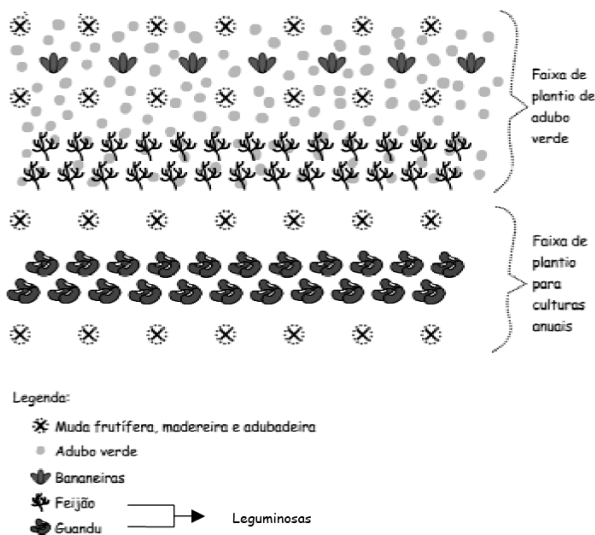 Faixa de
plantio de
adubo
verde
Faixa de
plantio
para
culturas
anuais
Legenda:
Muda frutífera, madereira e adubadeira
Adubo verde
Bananeiras
Feijão
Guandu
Leguminosas